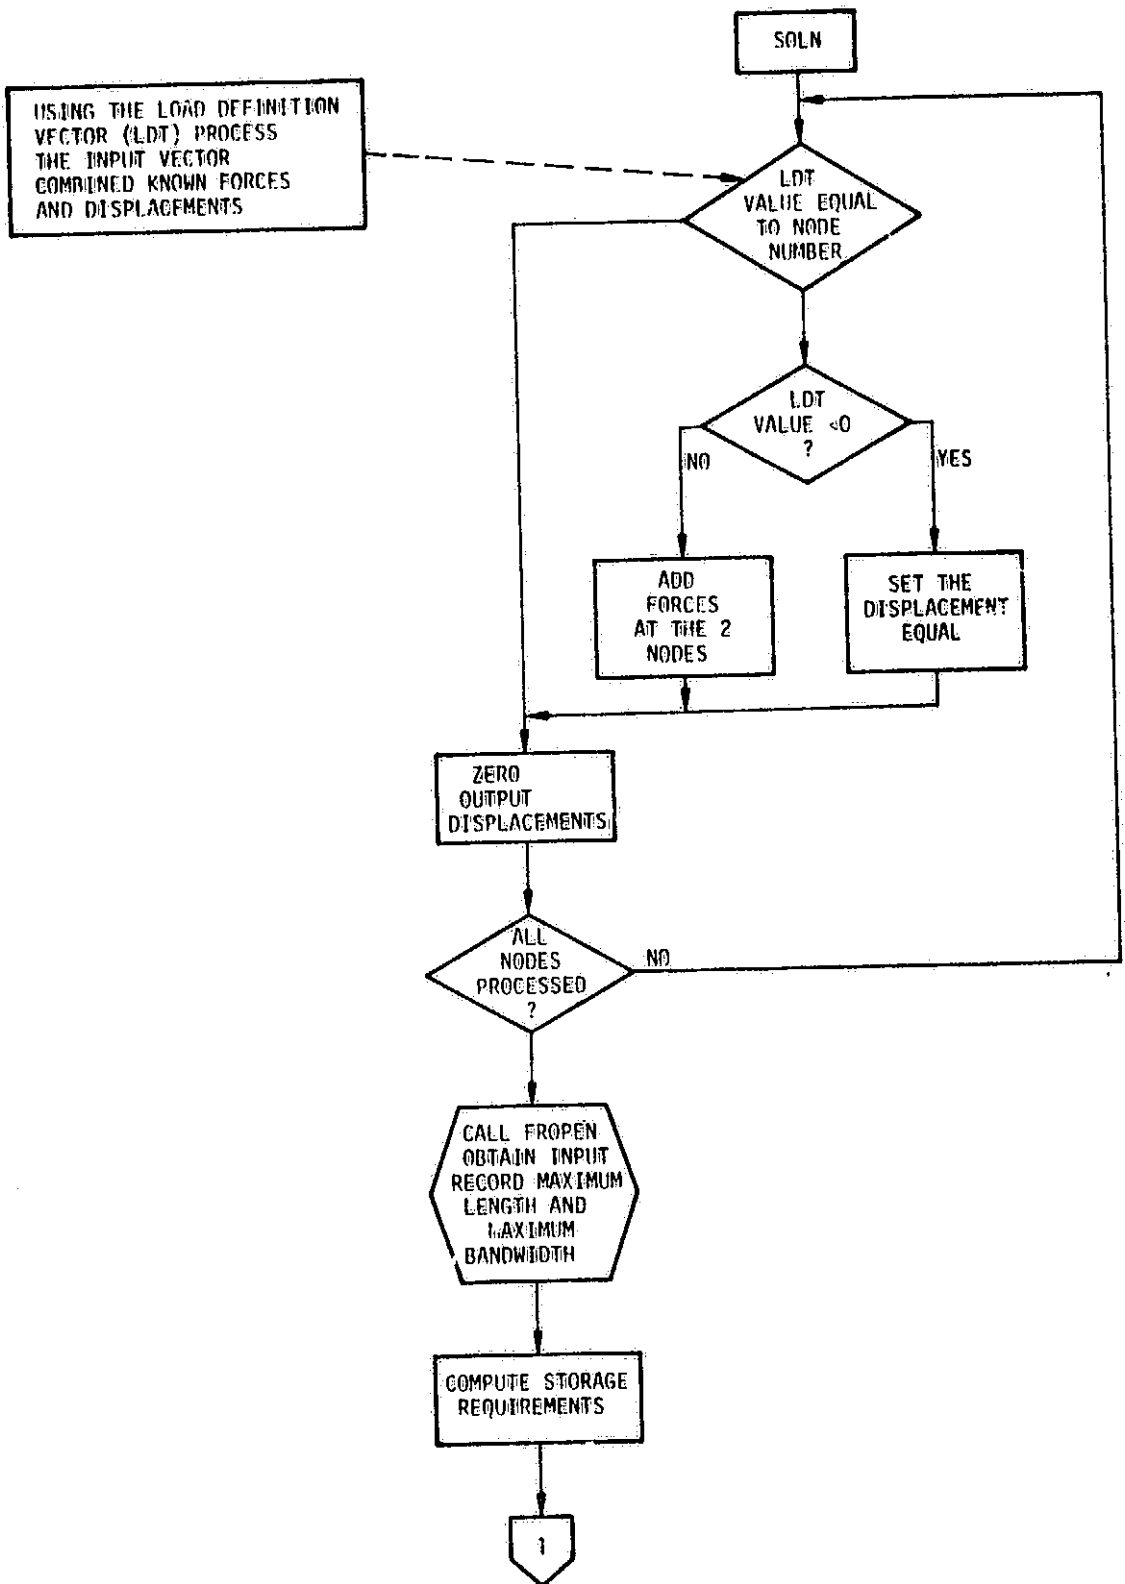 SOLN
USING THE LOAD DEFINITION
VECTOR (LDT) PROCESS
THE INPUT VECTOR
COMBINED KNOWN FORCES
AND DISPLACEMENTS
LDT
VALUE EQUAL
TO NODE
NUMBER
LDT
VALUE <0
?
NO
YES
ADD
FORCES
AT THE 2
NODES
SET THE
DISPLACEMENT
EQUAL
ZERO
OUTPUT
DISPLACEMENTS
ALL
NODES
PROCESSED
?
NO
CALL FROPEN
OBTAIN INPUT
RECORD MAXIMUM
LENGTH AND
MAXIMUM
BANDWIDTH
COMPUTE STORAGE
REQUIREMENTS
1